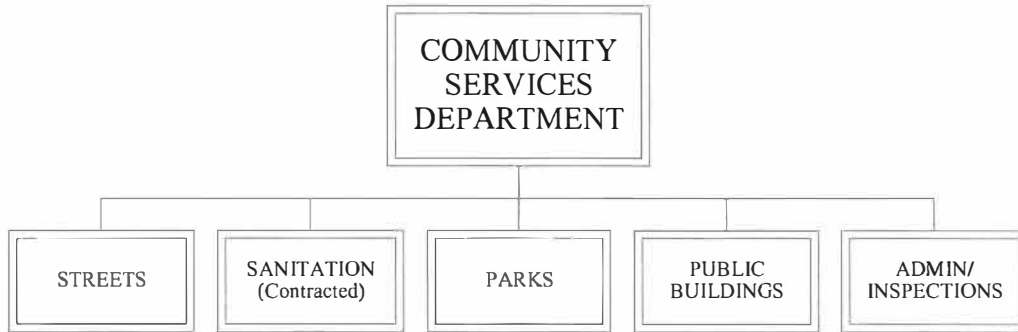 COMMUNITY
SERVICES
DEPARTMENT
STREETS
SANITATION
(Contracted)
PARKS
PUBLIC
BUILDINGS
ADMIN/
INSPECTIONS